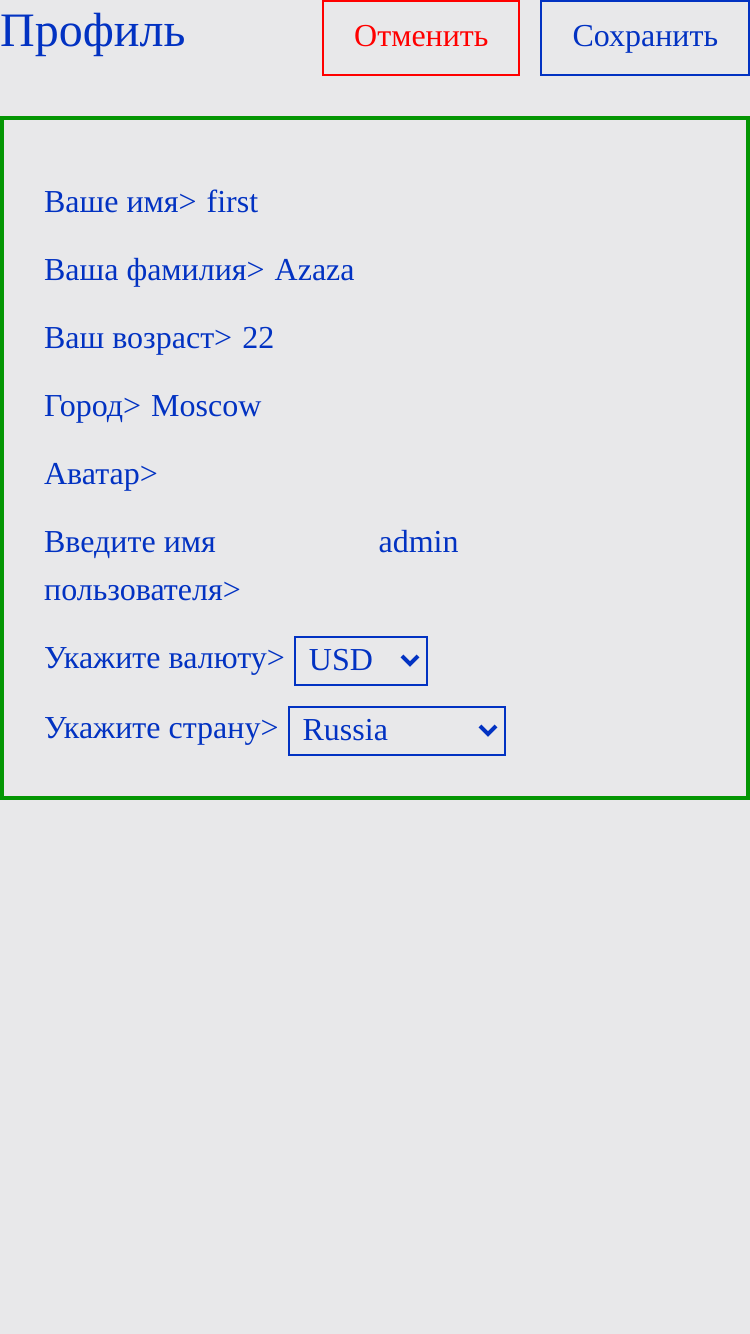 Профиль
Отменить
Сохранить
Ваше имя> first
Ваша фамилия> Azaza
Ваш возраст> 22
Город> Moscow
Аватар>
Введите имя admin
пользователя>
Укажите валюту> USD
Укажите страну> Russia